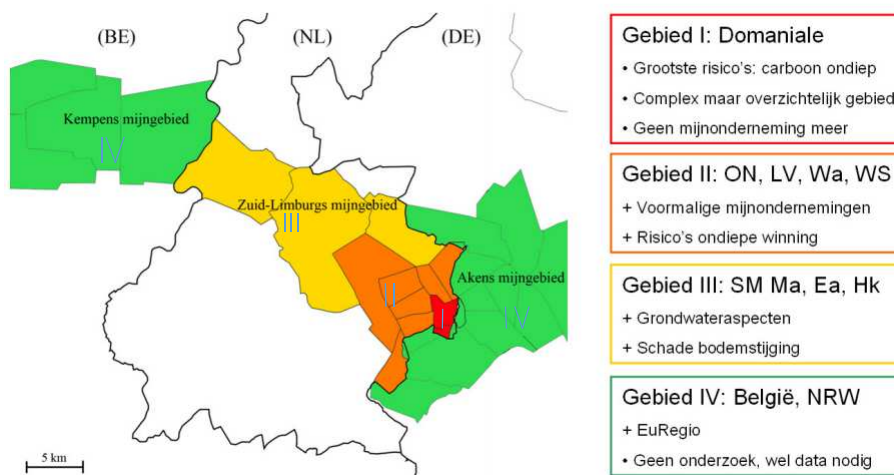 (BE)
(NL)
(DE)
Kempens mijngebied
IV
Zuid-Limburgs mijngebied
III
Akens mijngebied
II
I
IV
5 km
Gebied I: Domaniale
• Grootste risico's: carboon ondiep
• Complex maar overzichtelijk gebied
• Geen mijnonderneming meer
Gebied II: ON, LV, Wa, WS
+ Voormalige mijnondernemingen
+ Risico's ondiepe winning
Gebied III: SM Ma, Ea, Hk
+ Grondwateraspecten
+ Schade bodemstijging
Gebied IV: België, NRW
+ EuRegio
• Geen onderzoek, wel data nodig